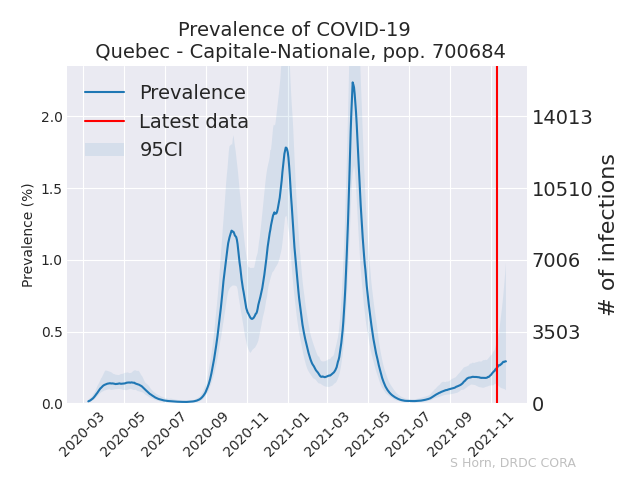 Prevalence of COVID-19
Quebec - Capitale-Nationale, pop. 700684
Prevalence
Latest data
95CI
Prevalence (%)
2.0
1.5
1.0
0.5
0.0
14013
10510
7006
3503
0
# of infections
2020-03
2020-05
2020-07
2020-09
2020-11
2021-01
2021-03
2021-05
2021-07
2021-09
2021-11
S Horn, DRDC CORA